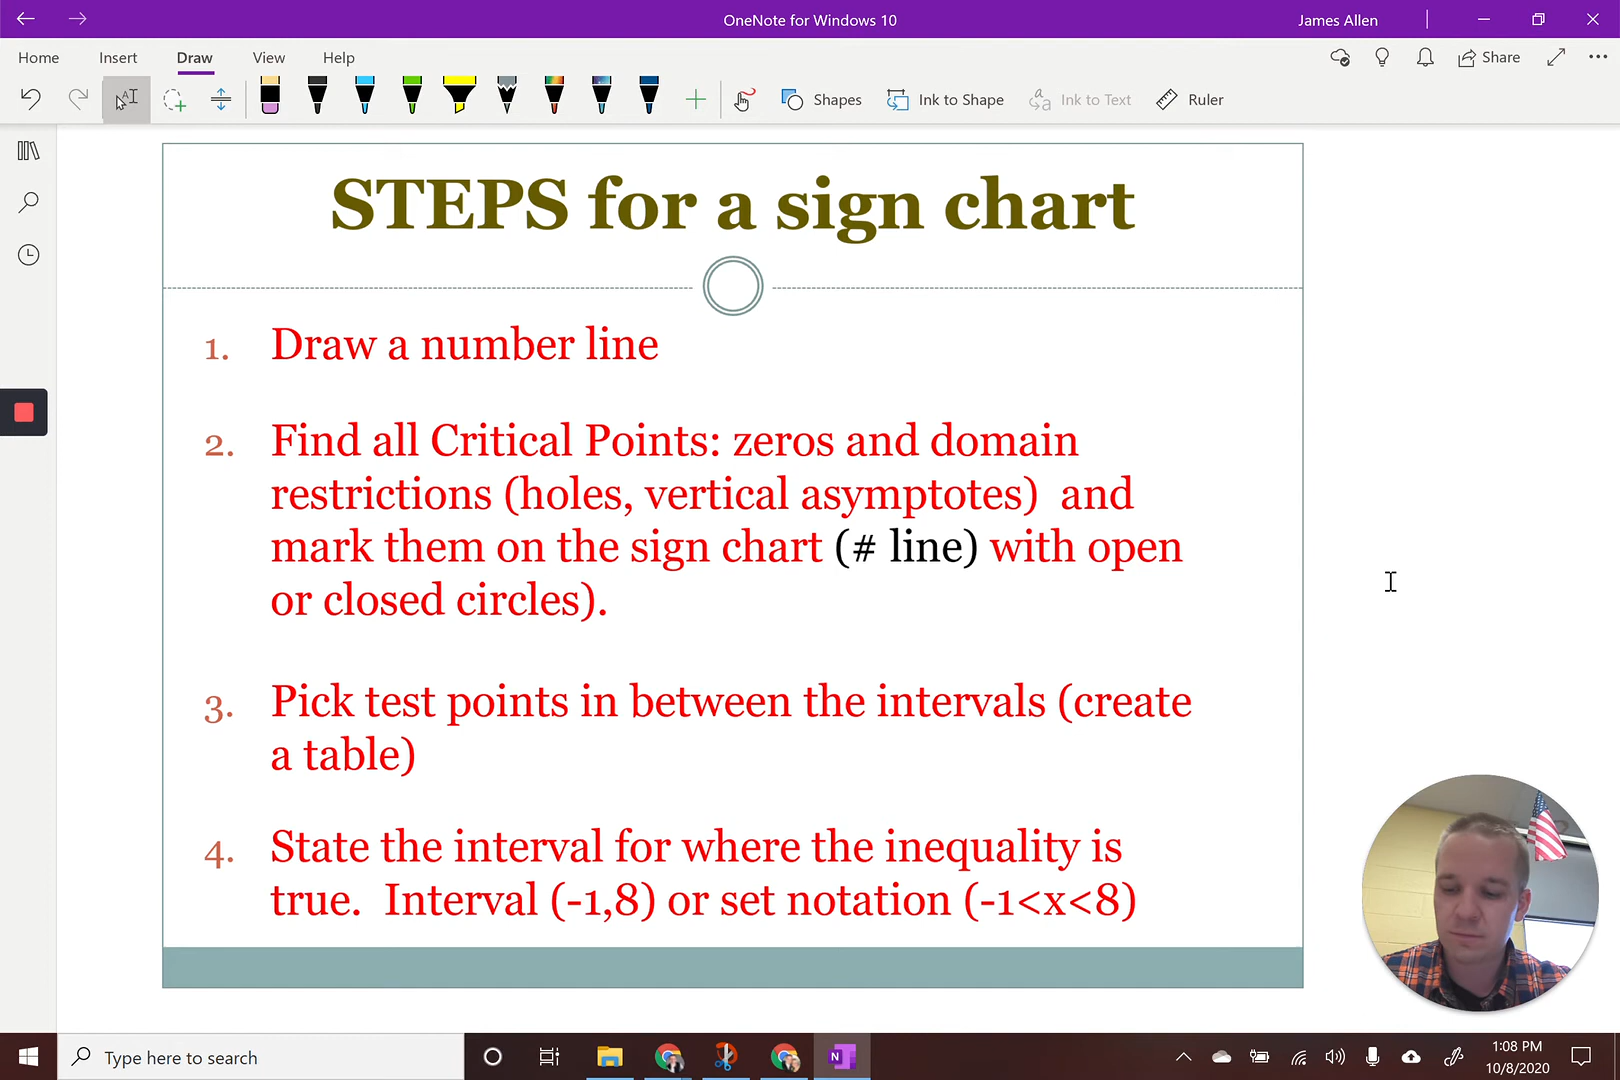 OneNote for Windows 10
James Allen
Home Insert Draw View Help
Share
Shapes Ink to Shape Ink to Text Ruler
STEPS for a sign chart
1. Draw a number line
2. Find all Critical Points: zeros and domain
restrictions (holes, vertical asymptotes) and
mark them on the sign chart (# line) with open
or closed circles).
3. Pick test points in between the intervals (create
a table)
4. State the interval for where the inequality is
true. Interval (-1,8) or set notation (-1<x<8)
Type here to search
1:08 PM
10/8/2020